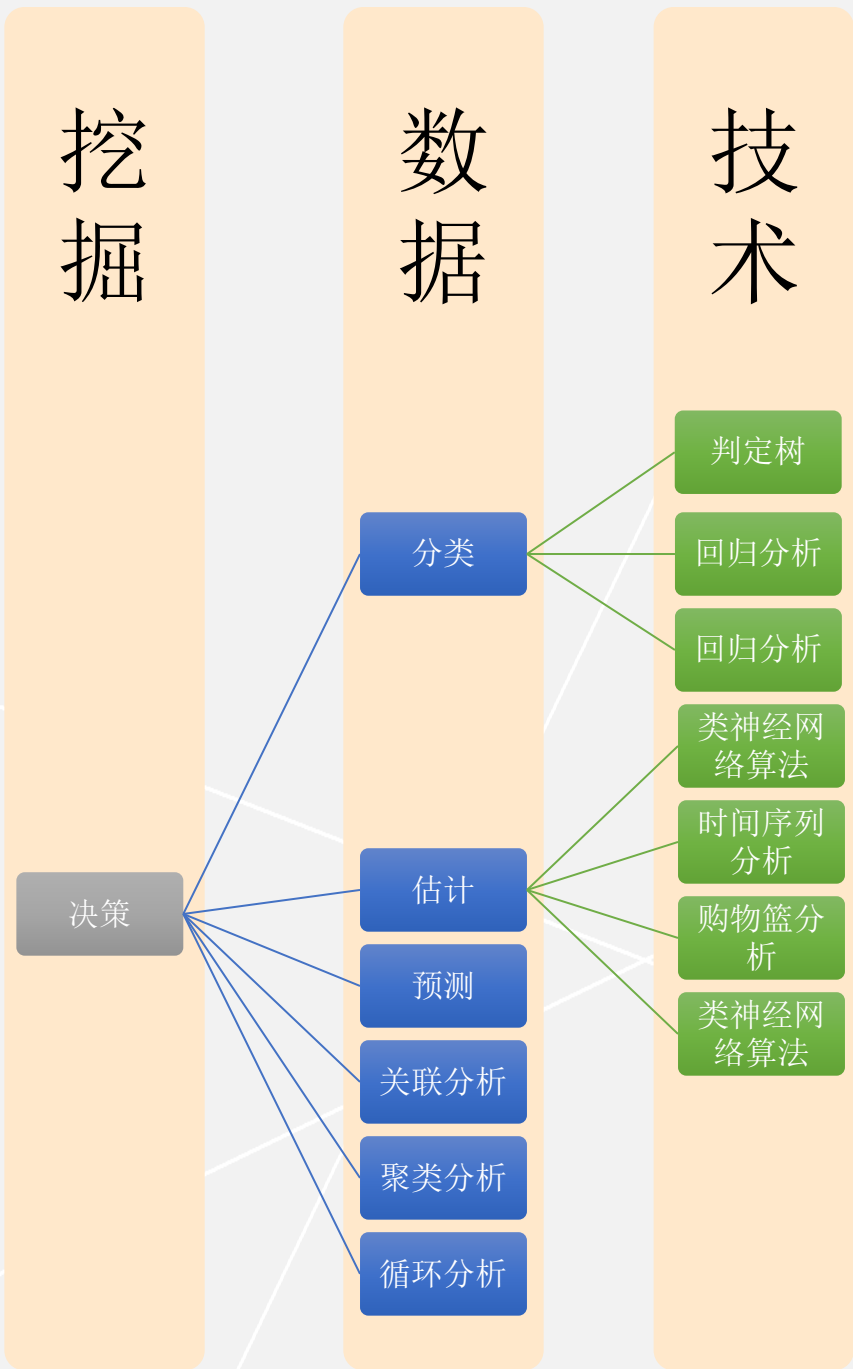 挖
掘
数
据
技
术
决策
分类
估计
预测
关联分析
聚类分析
循环分析
判定树
回归分析
回归分析
类神经网
络算法
时间序列
分析
购物篮分
析
类神经网
络算法